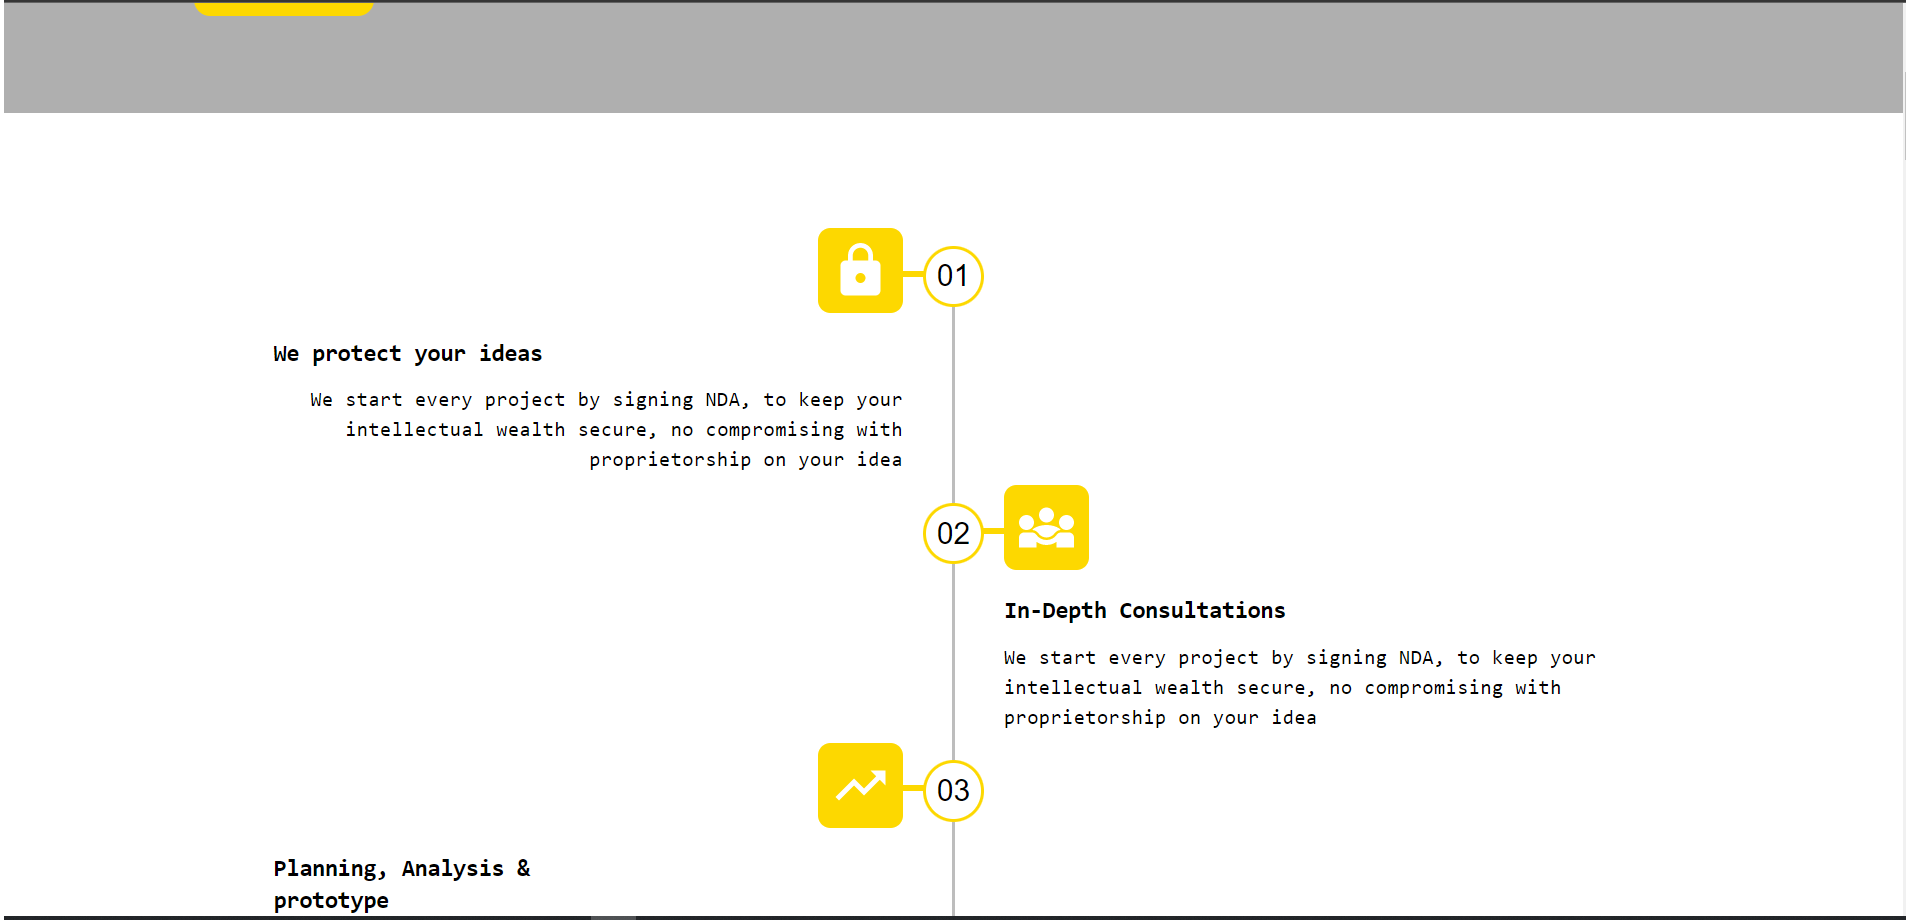 01
We protect your ideas
We start every project by signing NDA, to keep your
intellectual wealth secure, no compromising with
proprietorship on your idea
02
In-Depth Consultations
We start every project by signing NDA, to keep your
intellectual wealth secure, no compromising with
proprietorship on your idea
03
Planning, Analysis &
prototype